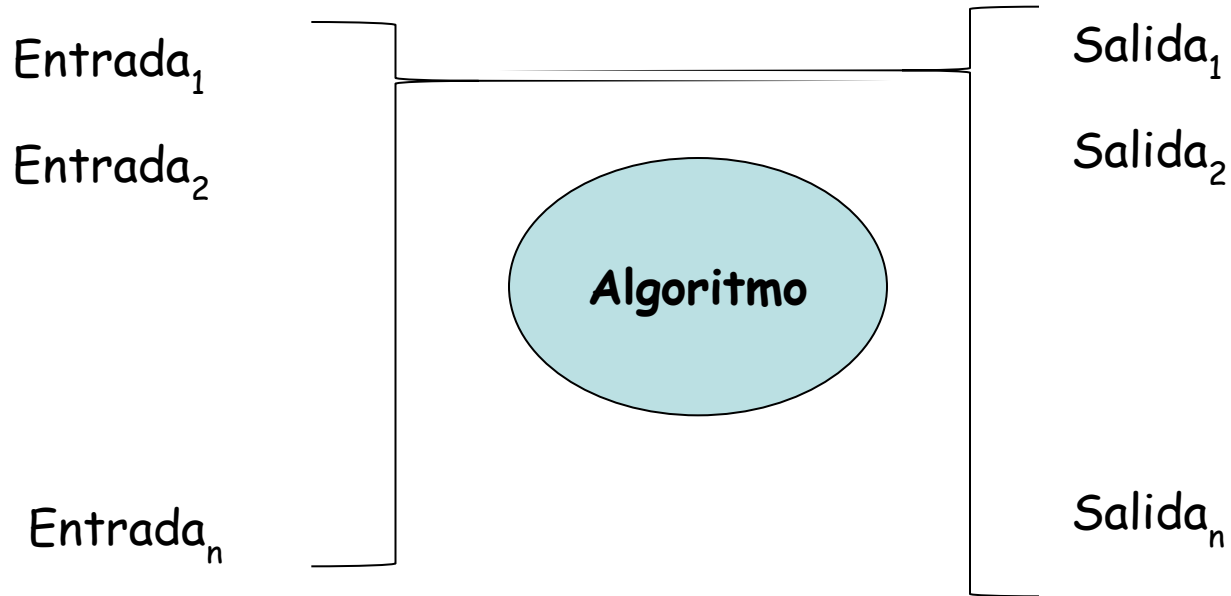 Entrada₁
Entrada₂
Entradaₙ
Algoritmo
Salida₁
Salida₂
Salidaₙ